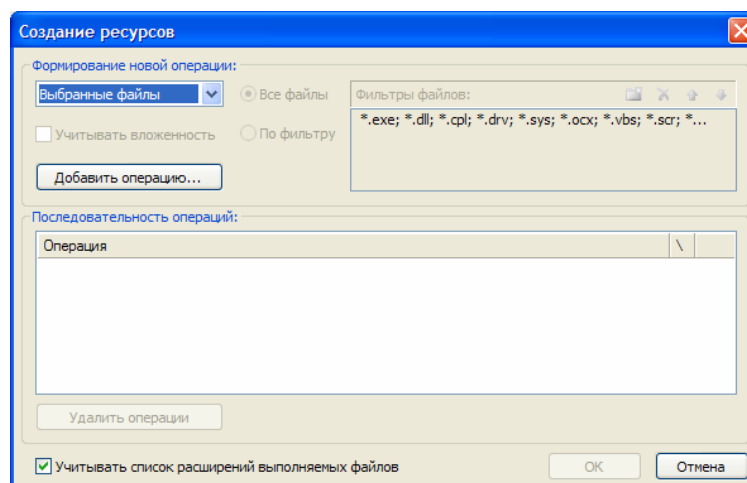 Создание ресурсов
Формирование новой операции:
Выбранные файлы
Все файлы
Фильтры файлов:
Учитывать вложенность
По фильтру
*.exe; *.dll; *.cpl; *.drv; *.sys; *.ocx; *.vbs; *.scr; *...
Добавить операцию...
Последовательность операций:
Операция \
Удалить операции
Учитывать список расширений выполняемых файлов
OK
Отмена